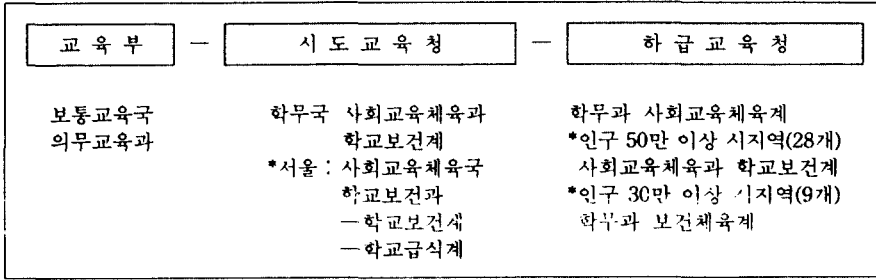 교 육 부 — 시 도 교 육 청 — 하 급 교 육 청
보통교육국 학무국 사회교육체육과 학무과 사회교육체육계
의무교육과 학교보건계 *인구 50만 이상 시지역(28개)
*서울 : 사회교육체육국 사회교육체육과 학교보건계
학교보건과 *인구 30만 이상 시지역(9개)
—학교보건계 학무과 보건체육계
—학교급식계